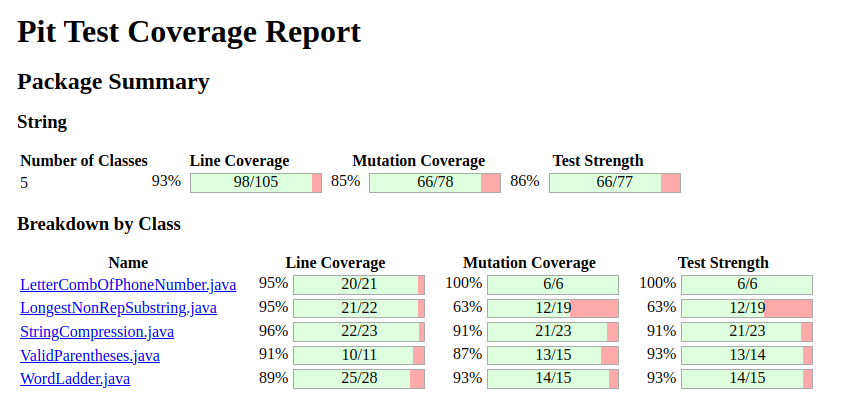 Pit Test Coverage Report
Package Summary
String
Number of Classes Line Coverage Mutation Coverage Test Strength
5 93% 98/105 85% 66/78 86% 66/77
Breakdown by Class
Name Line Coverage Mutation Coverage Test Strength
LetterCombOfPhoneNumber.java 95% 20/21 100% 6/6 100% 6/6
LongestNonRepSubstring.java 95% 21/22 63% 12/19 63% 12/19
StringCompression.java 96% 22/23 91% 21/23 91% 21/23
ValidParentheses.java 91% 10/11 87% 13/15 93% 13/14
WordLadder.java 89% 25/28 93% 14/15 93% 14/15